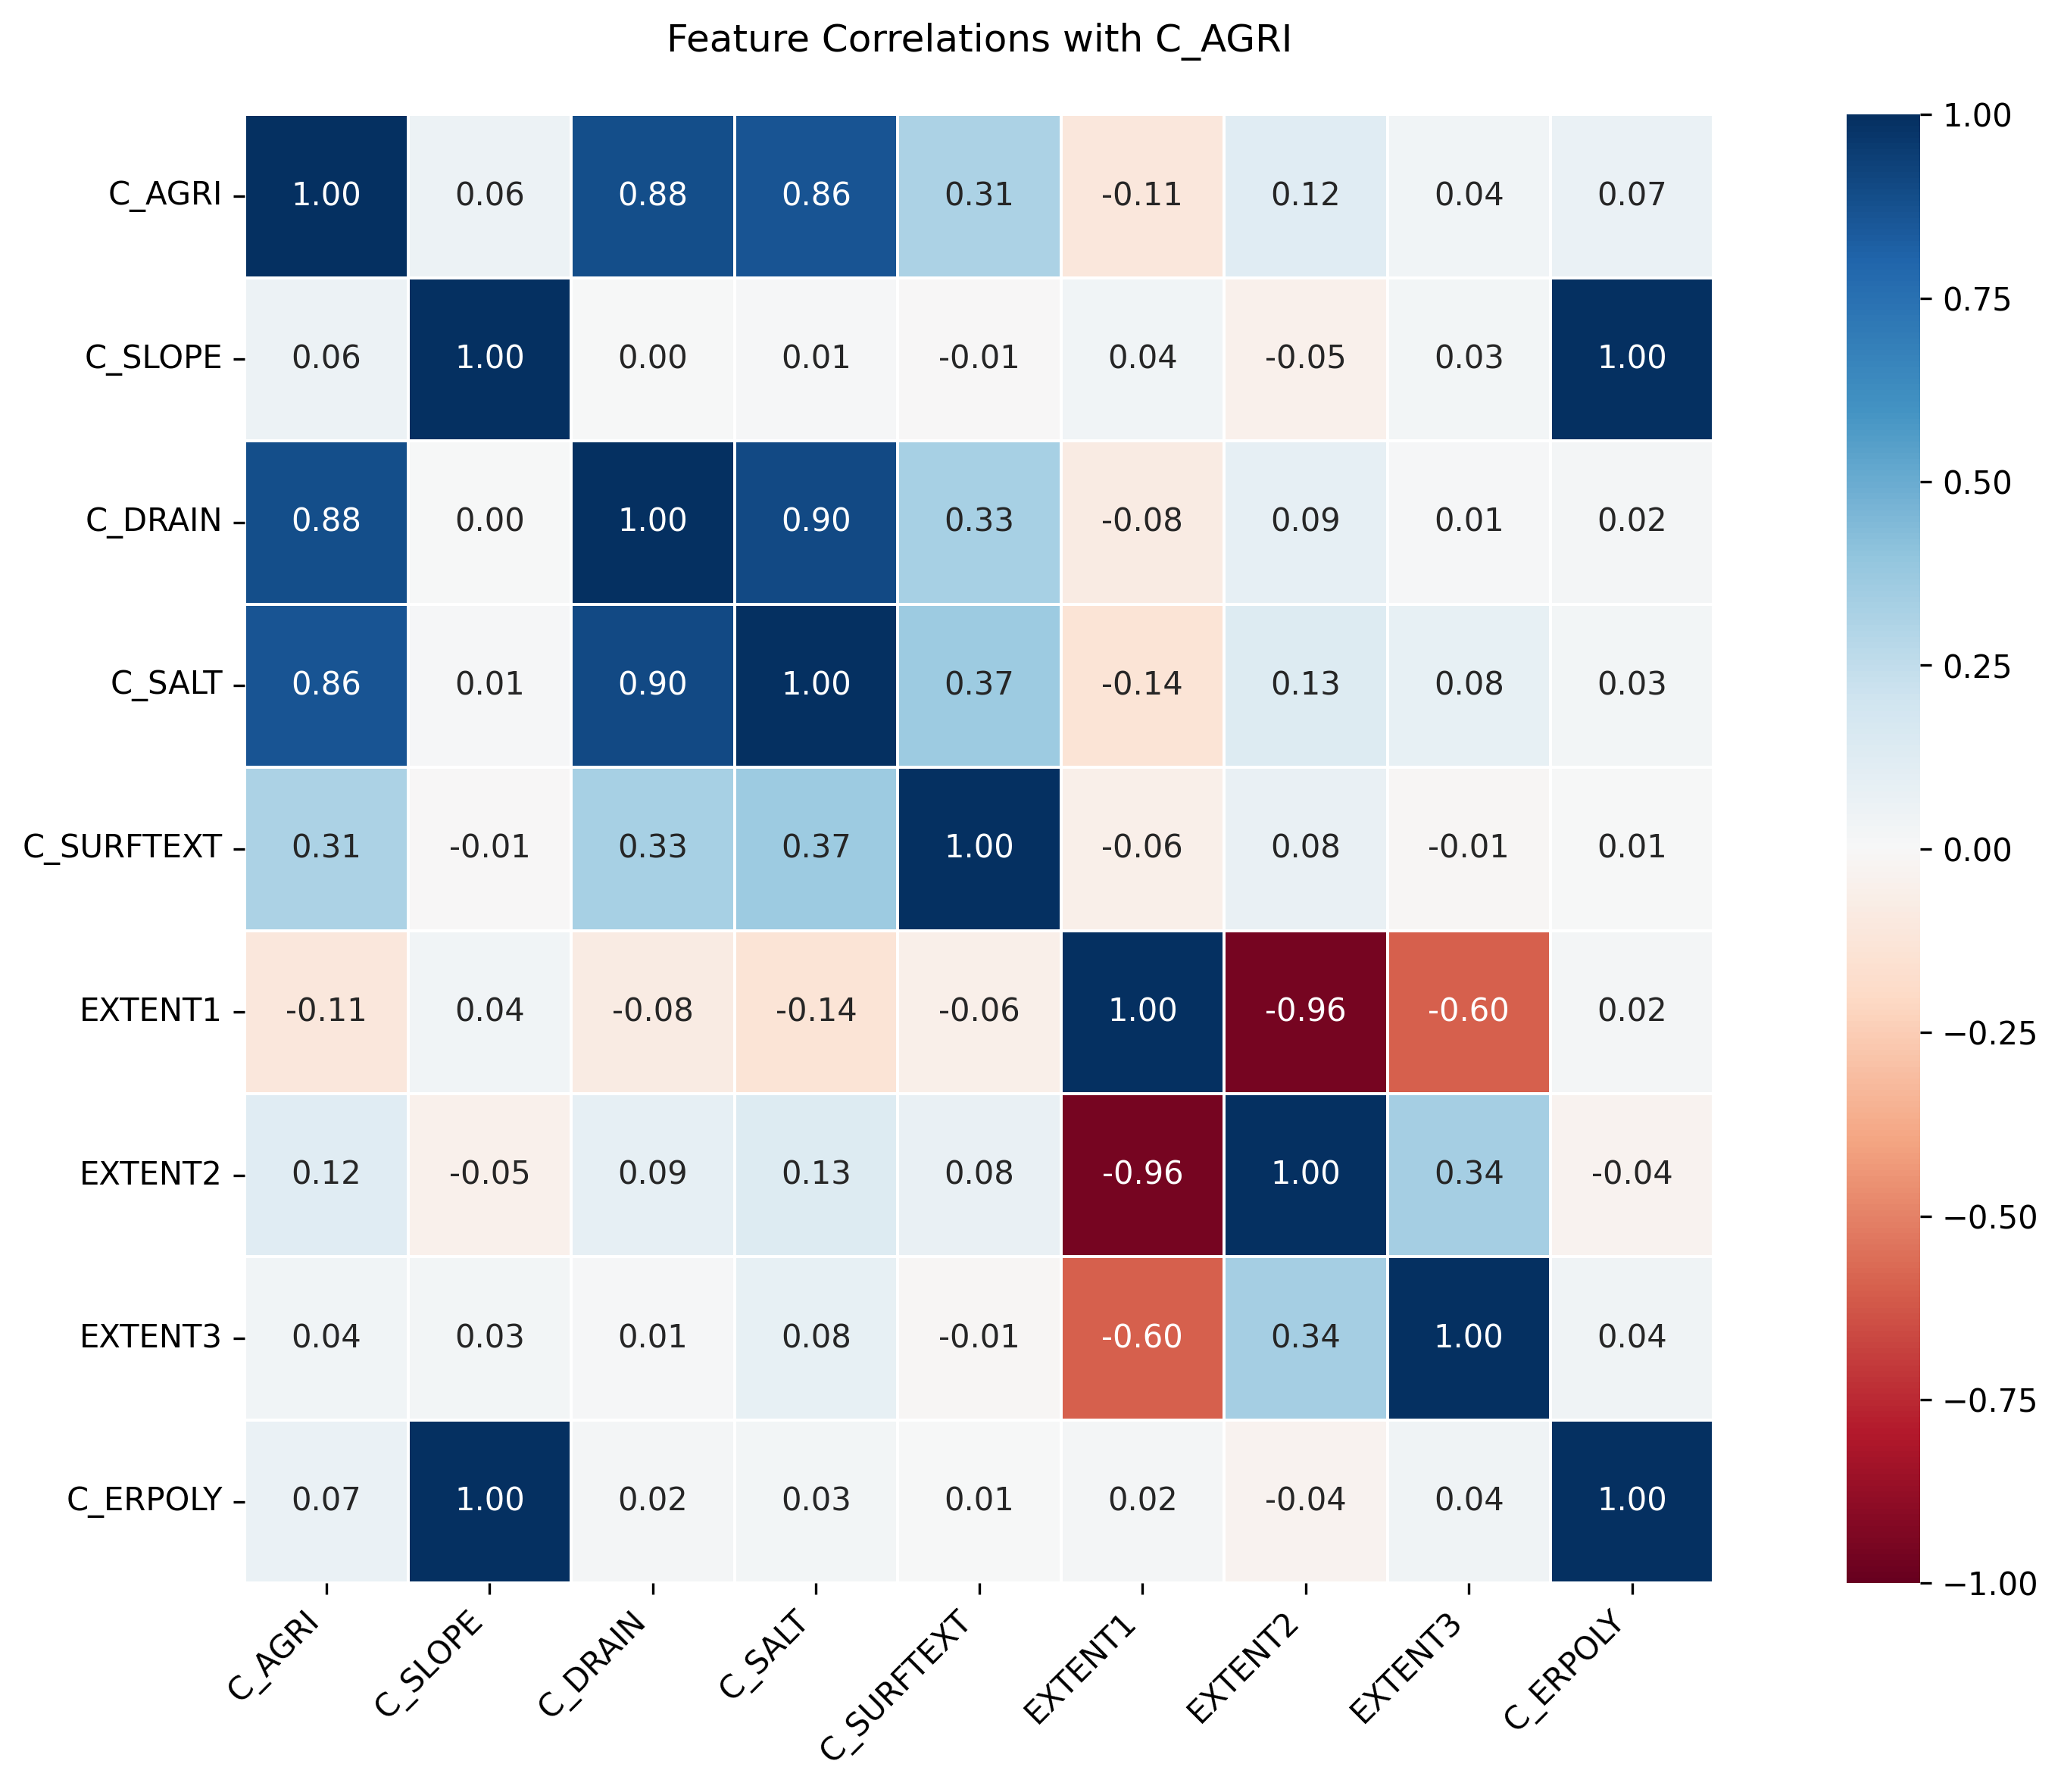 Feature Correlations with C_AGRI
C_AGRI 1.00 0.06 0.88 0.86 0.31 -0.11 0.12 0.04 0.07
C_SLOPE 0.06 1.00 0.00 0.01 -0.01 0.04 -0.05 0.03 1.00
C_DRAIN 0.88 0.00 1.00 0.90 0.33 -0.08 0.09 0.01 0.02
C_SALT 0.86 0.01 0.90 1.00 0.37 -0.14 0.13 0.08 0.03
C_SURFTEXT 0.31 -0.01 0.33 0.37 1.00 -0.06 0.08 -0.01 0.01
EXTENT1 -0.11 0.04 -0.08 -0.14 -0.06 1.00 -0.96 -0.60 0.02
EXTENT2 0.12 -0.05 0.09 0.13 0.08 -0.96 1.00 0.34 -0.04
EXTENT3 0.04 0.03 0.01 0.08 -0.01 -0.60 0.34 1.00 0.04
C_ERPOLY 0.07 1.00 0.02 0.03 0.01 0.02 -0.04 0.04 1.00
C_AGRI C_SLOPE C_DRAIN C_SALT C_SURFTEXT EXTENT1 EXTENT2 EXTENT3 C_ERPOLY
1.00
0.75
0.50
0.25
0.00
−0.25
−0.50
−0.75
−1.00